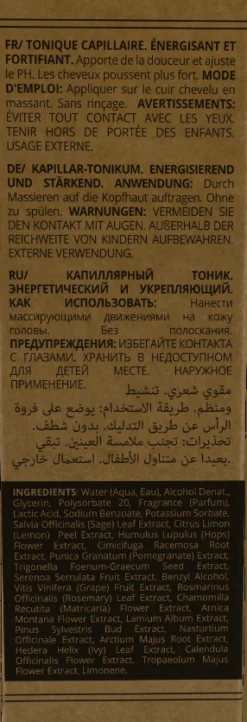 FR/ TONIQUE CAPILLAIRE. ÉNERGISANT ET
FORTIFIANT. Apporte de la douceur et ajuste
le PH. Les cheveux poussent plus fort. MODE
D'EMPLOI: Appliquer sur le cuir chevelu en
massant. Sans rinçage. AVERTISSEMENTS:
ÉVITER TOUT CONTACT AVEC LES YEUX.
TENIR HORS DE PORTÉE DES ENFANTS.
USAGE EXTERNE.
DE/ KAPILLAR-TONIKUM. ENERGISIEREND
UND STÄRKEND. ANWENDUNG: Durch
Massieren auf die Kopfhaut auftragen. Ohne
zu spülen. WARNUNGEN: VERMEIDEN SIE
DEN KONTAKT MIT AUGEN. AUßERHALB DER
REICHWEITE VON KINDERN AUFBEWAHREN.
EXTERNE VERWENDUNG.
RU/ КАПИЛЛЯРНЫЙ ТОНИК.
ЭНЕРГЕТИЧЕСКИЙ И УКРЕПЛЯЮЩИЙ.
КАК ИСПОЛЬЗОВАТЬ: Нанести
массирующими движениями на кожу
головы. Без полоскания.
ПРЕДУПРЕЖДЕНИЯ: ИЗБЕГАЙТЕ КОНТАКТА
С ГЛАЗАМИ. ХРАНИТЬ В НЕДОСТУПНОМ
ДЛЯ ДЕТЕЙ МЕСТЕ. НАРУЖНОЕ
ПРИМЕНЕНИЕ.
مقوي شعري. تنشيط
ومنظم. طريقة الاستخدام: يوضع على فروة
الرأس عن طريق التدليك. بدون شطف.
تحذيرات: تجنب ملامسة العينين. تبقى
بعيدا عن متناول الأطفال. استعمال خارجي.
INGREDIENTS: Water (Aqua, Eau), Alcohol Denat.,
Glycerin, Polysorbate 20, Fragrance (Parfum),
Lactic Acid, Sodium Benzoate, Potassium Sorbate,
Salvia Officinalis (Sage) Leaf Extract, Citrus Limon
(Lemon) Peel Extract, Humulus Lupulus (Hops)
Flower Extract, Cimicifuga Racemosa Root
Extract, Punica Granatum (Pomegranate) Extract,
Trigonella Foenum-Graecum Seed Extract,
Serenoa Serrulata Fruit Extract, Benzyl Alcohol,
Vitis Vinifera (Grape) Fruit Extract, Rosmarinus
Officinalis (Rosemary) Leaf Extract, Chamomilla
Recutita (Matricaria) Flower Extract, Arnica
Montana Flower Extract, Lamium Album Extract,
Pinus Sylvestris Bud Extract, Nasturtium
Officinale Extract, Arctium Majus Root Extract,
Hedera Helix (Ivy) Leaf Extract, Calendula
Officinalis Flower Extract, Tropaeolum Majus
Flower Extract, Limonene.